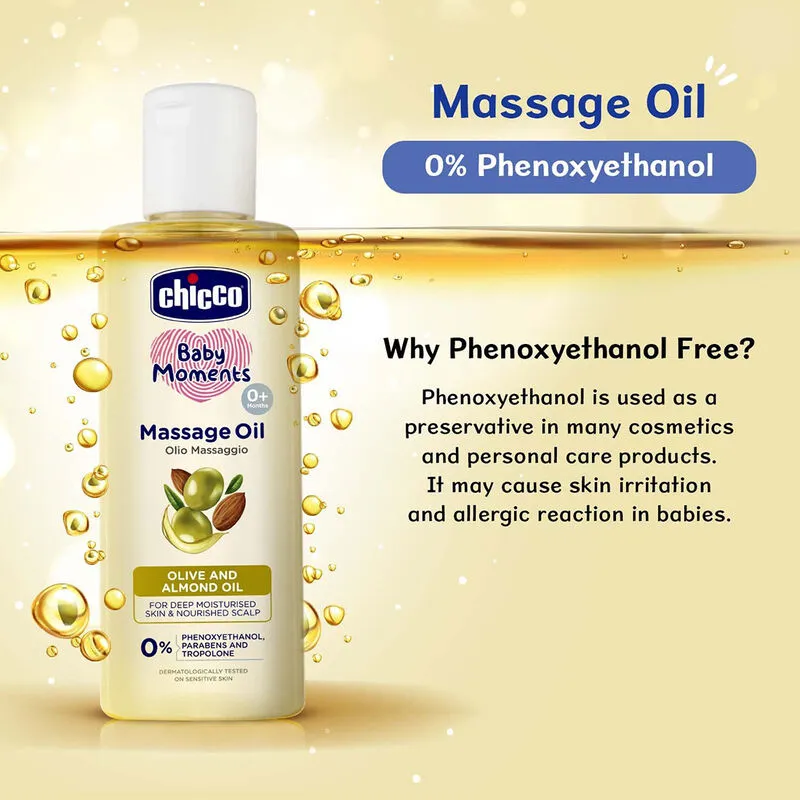 Massage Oil
0% Phenoxyethanol
chicco
Baby
Moments
0+
Months
Massage Oil
Olio Massaggio
OLIVE AND
ALMOND OIL
FOR DEEP MOISTURISED
SKIN & NOURISHED SCALP
0% PHENOXYETHANOL,
PARABENS AND
TROPOLONE
DERMATOLOGICALLY TESTED
ON SENSITIVE SKIN
Why Phenoxyethanol Free?
Phenoxyethanol is used as a
preservative in many cosmetics
and personal care products.
It may cause skin irritation
and allergic reaction in babies.